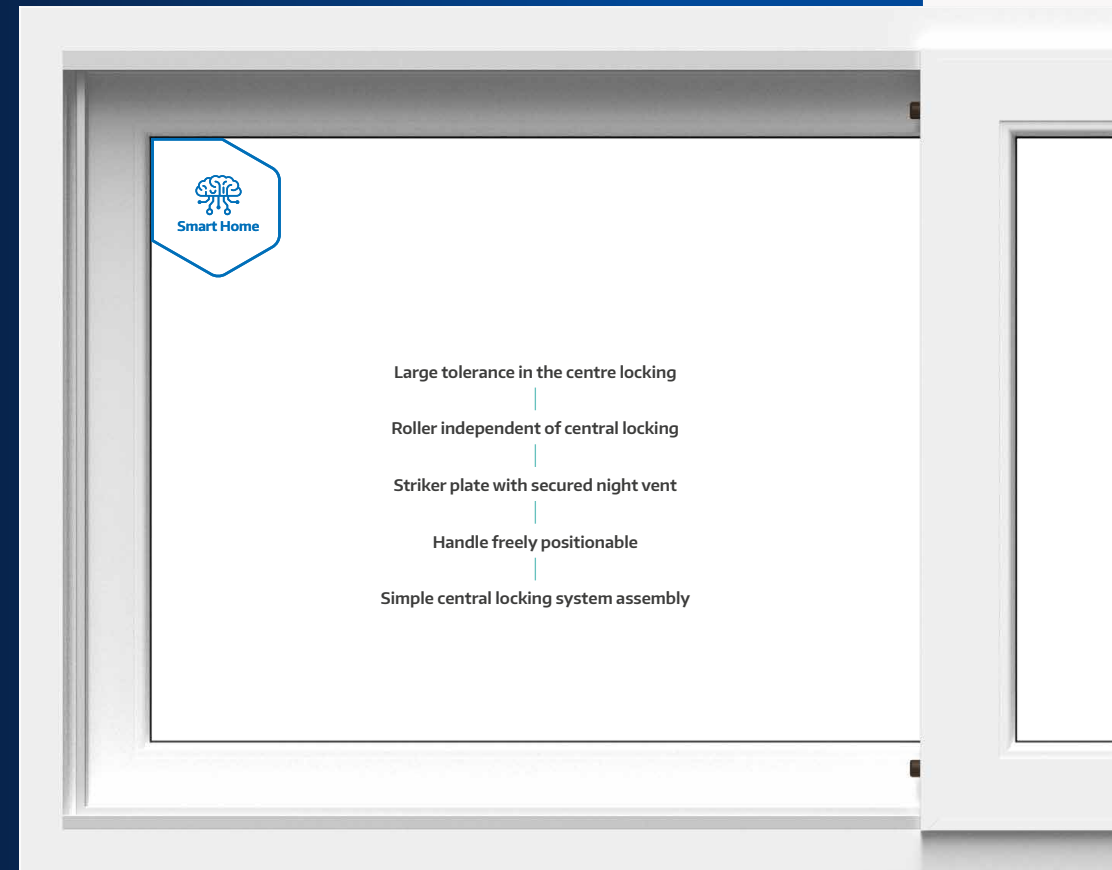 Smart Home
Large tolerance in the centre locking
Roller independent of central locking
Striker plate with secured night vent
Handle freely positionable
Simple central locking system assembly